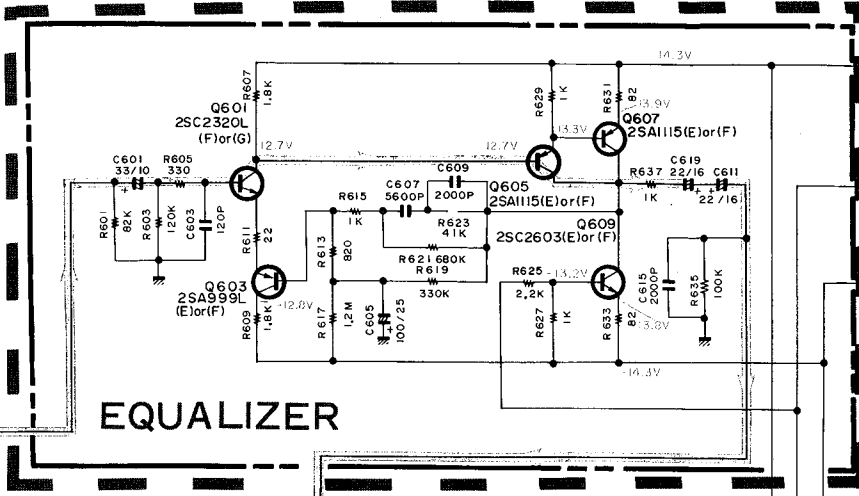 14.3V
R607
1.8K
R629
1K
R631
82
13.9V
Q601
2SC2320L
(F)or(G)
Q607
2SA1115(E)or(F)
12.7V
12.7V
13.3V
C601
33/10
R605
330
C609
2000P
C607
5600P
Q605
2SA1115(E)or(F)
R637
1K
C619
22/16
C611
22/16
R601
82K
R603
120K
C603
120P
R611
22
R615
1K
R623
41K
Q609
2SC2603(E)or(F)
R613
820
R621 680K
R619
330K
R625
2.2K
-13.2V
C615
2000P
R635
100K
Q603
2SA999L
(E)or(F)
-12.8V
R609
1.8K
R617
1.2M
C605
100/25
R627
1K
R633
82
-13.8V
-14.3V
EQUALIZER